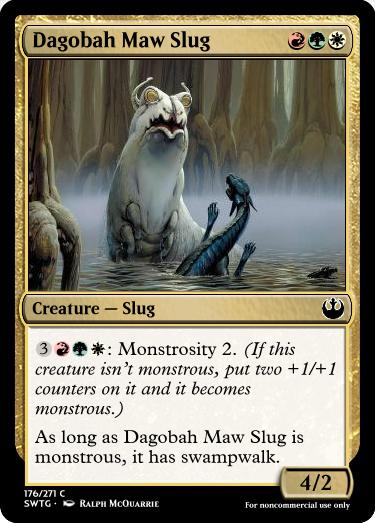 Dagobah Maw Slug
Creature — Slug
3: Monstrosity 2. (If this
creature isn't monstrous, put two +1/+1
counters on it and it becomes
monstrous.)
As long as Dagobah Maw Slug is
monstrous, it has swampwalk.
4/2
176/271 C
SWTG · Ralph McQuarrie
For noncommercial use only